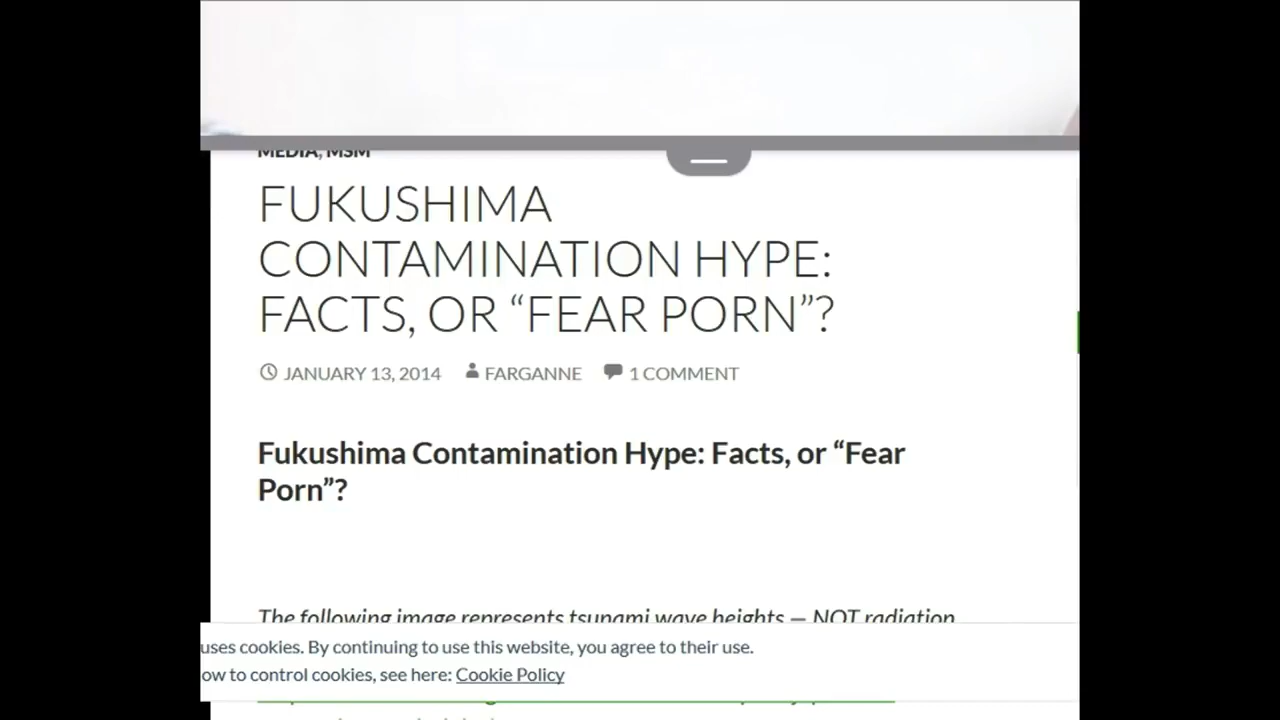 MEDIA, MSM
FUKUSHIMA
CONTAMINATION HYPE:
FACTS, OR “FEAR PORN”?
JANUARY 13, 2014 FARGANNE 1 COMMENT
Fukushima Contamination Hype: Facts, or “Fear
Porn”?
The following image represents tsunami wave heights — NOT radiation
uses cookies. By continuing to use this website, you agree to their use.
ow to control cookies, see here: Cookie Policy